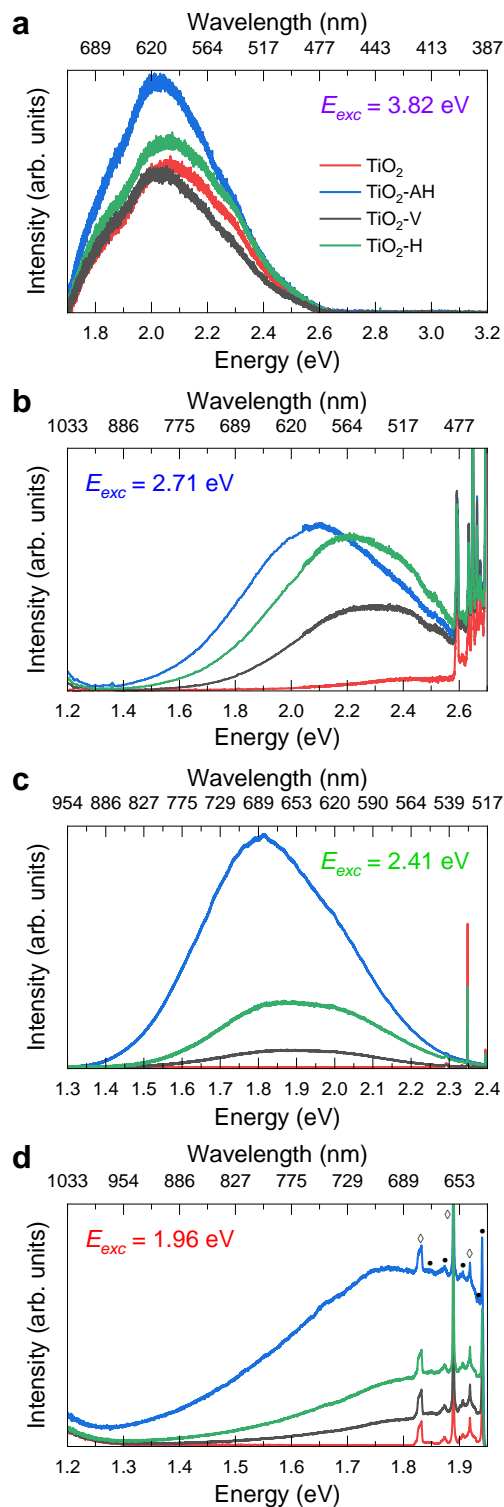 a
Wavelength (nm)
689 620 564 517 477 443 413 387
Intensity (arb. units)
E_exc = 3.82 eV
TiO₂
TiO₂-AH
TiO₂-V
TiO₂-H
1.8 2.0 2.2 2.4 2.6 2.8 3.0 3.2
Energy (eV)
b
Wavelength (nm)
1033 886 775 689 620 564 517 477
Intensity (arb. units)
E_exc = 2.71 eV
1.2 1.4 1.6 1.8 2.0 2.2 2.4 2.6
Energy (eV)
c
Wavelength (nm)
954 886 827 775 729 689 653 620 590 564 539 517
Intensity (arb. units)
E_exc = 2.41 eV
1.3 1.4 1.5 1.6 1.7 1.8 1.9 2.0 2.1 2.2 2.3 2.4
Energy (eV)
d
Wavelength (nm)
1033 954 886 827 775 729 689 653
Intensity (arb. units)
E_exc = 1.96 eV
1.2 1.3 1.4 1.5 1.6 1.7 1.8 1.9
Energy (eV)